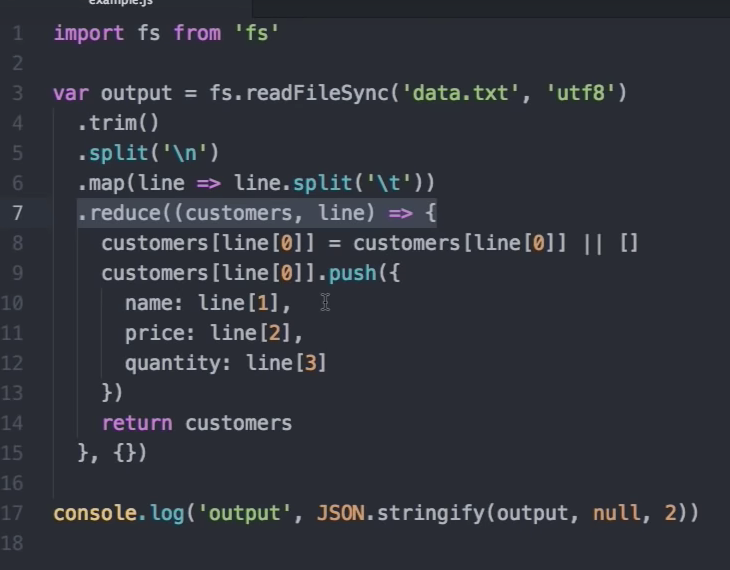 example.js
1 import fs from 'fs'
2
3 var output = fs.readFileSync('data.txt', 'utf8')
4 .trim()
5 .split('\n')
6 .map(line => line.split('\t'))
7 .reduce((customers, line) => {
8 customers[line[0]] = customers[line[0]] || []
9 customers[line[0]].push({
10 name: line[1],
11 price: line[2],
12 quantity: line[3]
13 })
14 return customers
15 }, {})
16
17 console.log('output', JSON.stringify(output, null, 2))
18